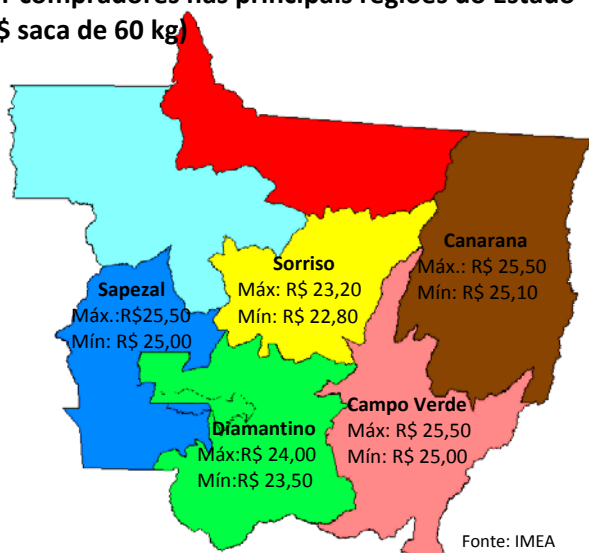 compradores nas principais regiões do Estado
$ saca de 60 kg)
Canarana
Máx.: R$ 25,50
Mín: R$ 25,10
Sorriso
Máx: R$ 23,20
Mín: R$ 22,80
Sapezal
Máx.:R$25,50
Mín: R$ 25,00
Campo Verde
Máx: R$ 25,50
Mín: R$ 25,00
Diamantino
Máx:R$ 24,00
Mín:R$ 23,50
Fonte: IMEA